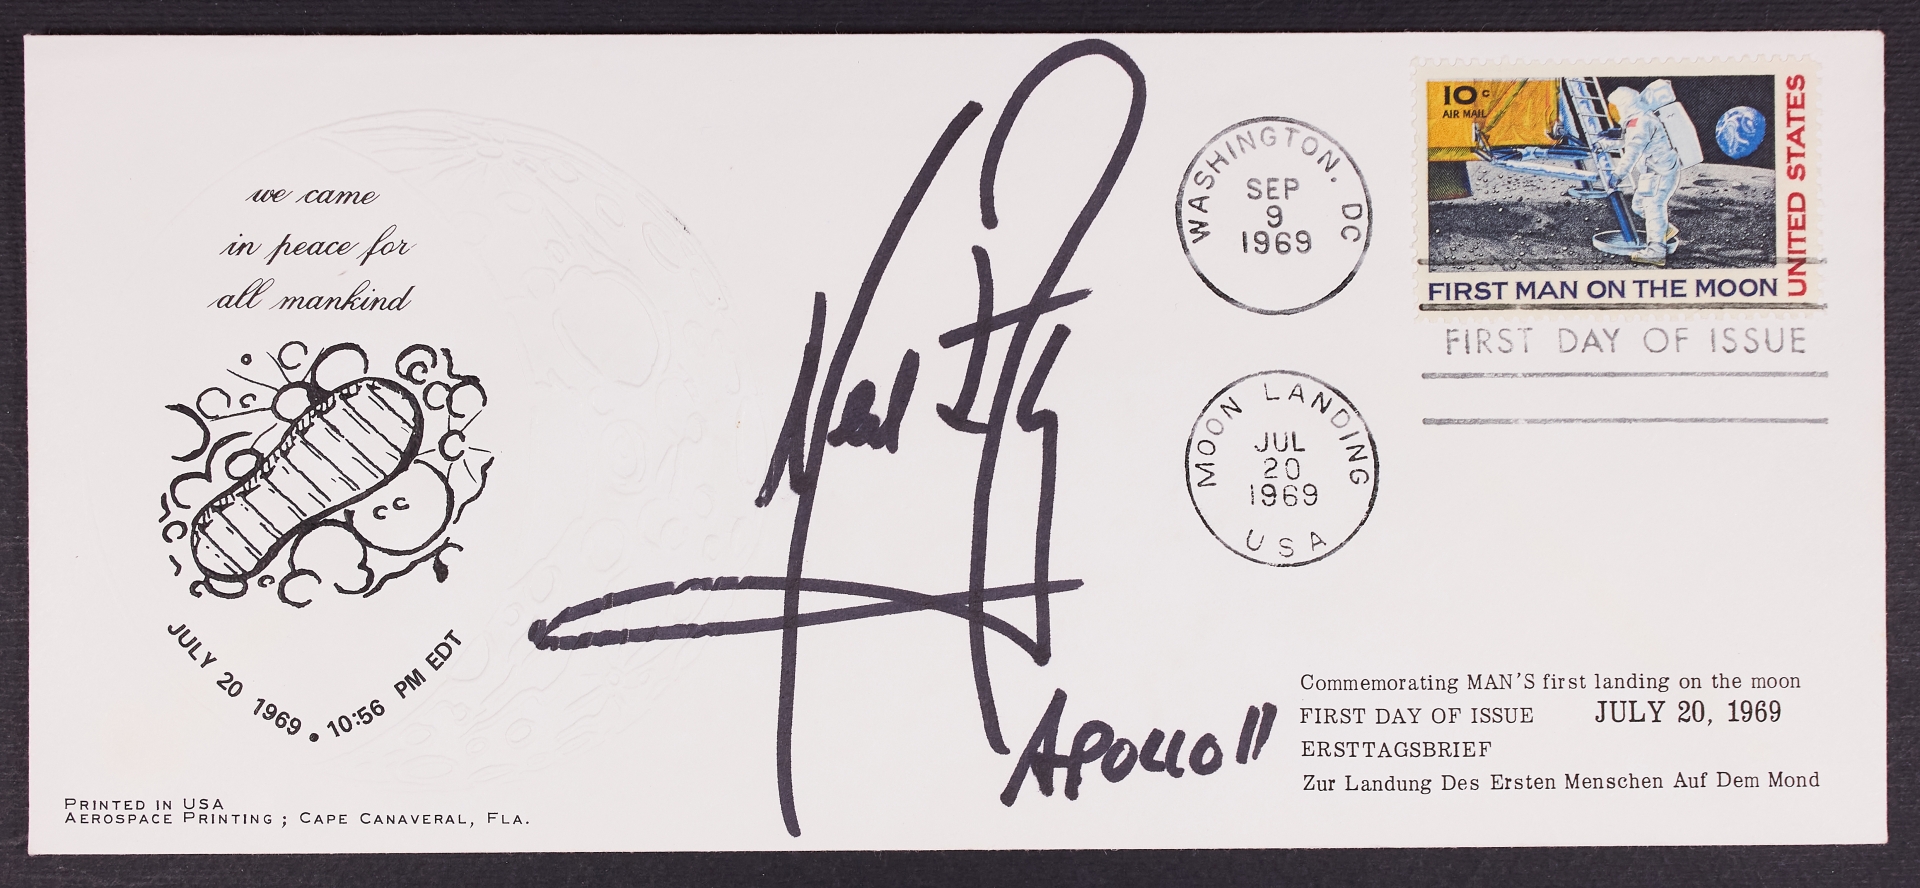 we came
in peace for
all mankind
JULY 20 1969 • 10:56 PM EDT
PRINTED IN USA
AEROSPACE PRINTING ; CAPE CANAVERAL, FLA.
Neil
APOLLO 11
WASHINGTON, DC
SEP
9
1969
MOON LANDING
JUL
20
1969
USA
10c
AIR MAIL
UNITED STATES
FIRST MAN ON THE MOON
FIRST DAY OF ISSUE
Commemorating MAN'S first landing on the moon
FIRST DAY OF ISSUE JULY 20, 1969
ERSTTAGSBRIEF
Zur Landung Des Ersten Menschen Auf Dem Mond